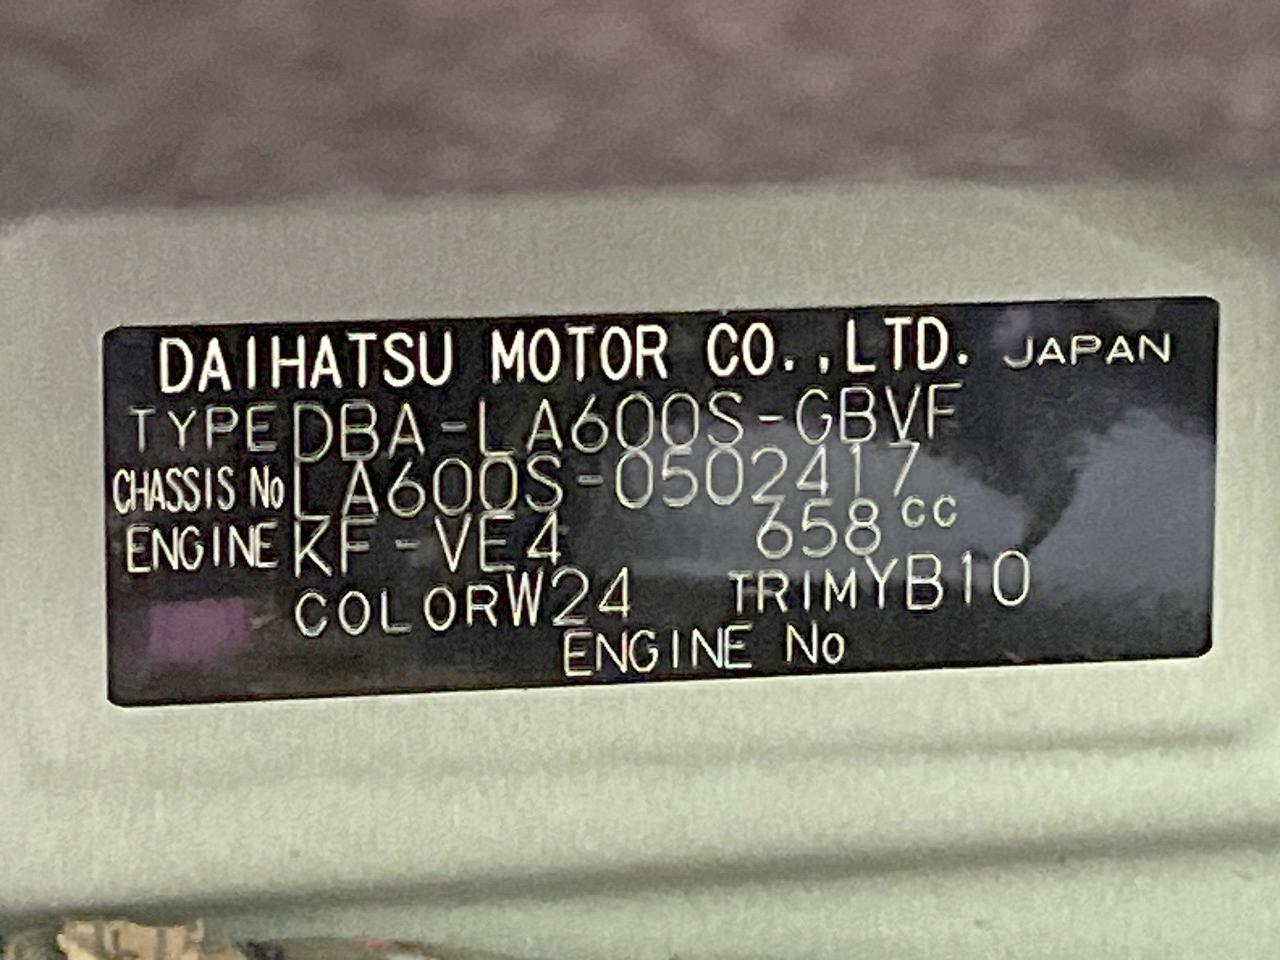 DAIHATSU MOTOR CO.,LTD. JAPAN
TYPE DBA-LA600S-GBVF
CHASSIS No LA600S-0502417
ENGINE KF-VE4 658cc
COLOR W24 TRIM YB10
ENGINE No